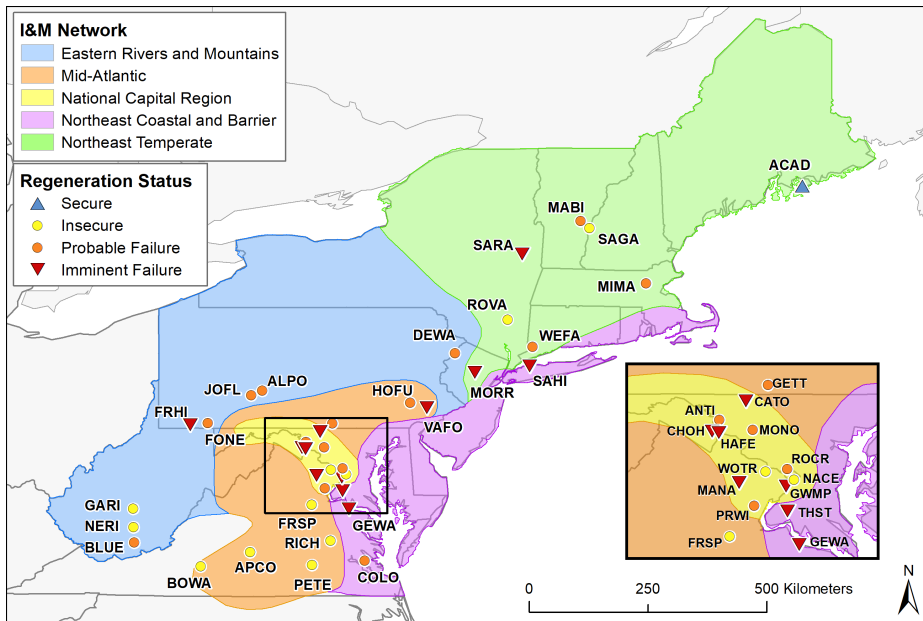 I&M Network
Eastern Rivers and Mountains
Mid-Atlantic
National Capital Region
Northeast Coastal and Barrier
Northeast Temperate
Regeneration Status
Secure
Insecure
Probable Failure
Imminent Failure
ACAD
MABI
SAGA
SARA
MIMA
ROVA
DEWA
WEFA
SAHI
MORR
JOFL
ALPO
HOFU
VAFO
FRHI
FONE
GARI
NERI
BLUE
FRSP
GEWA
RICH
BOWA
APCO
PETE
COLO
GETT
CATO
ANTI
CHOH
HAFE
MONO
WOTR
ROCR
NACE
MANA
GWMP
PRWI
THST
FRSP
GEWA
N
0 250 500 Kilometers